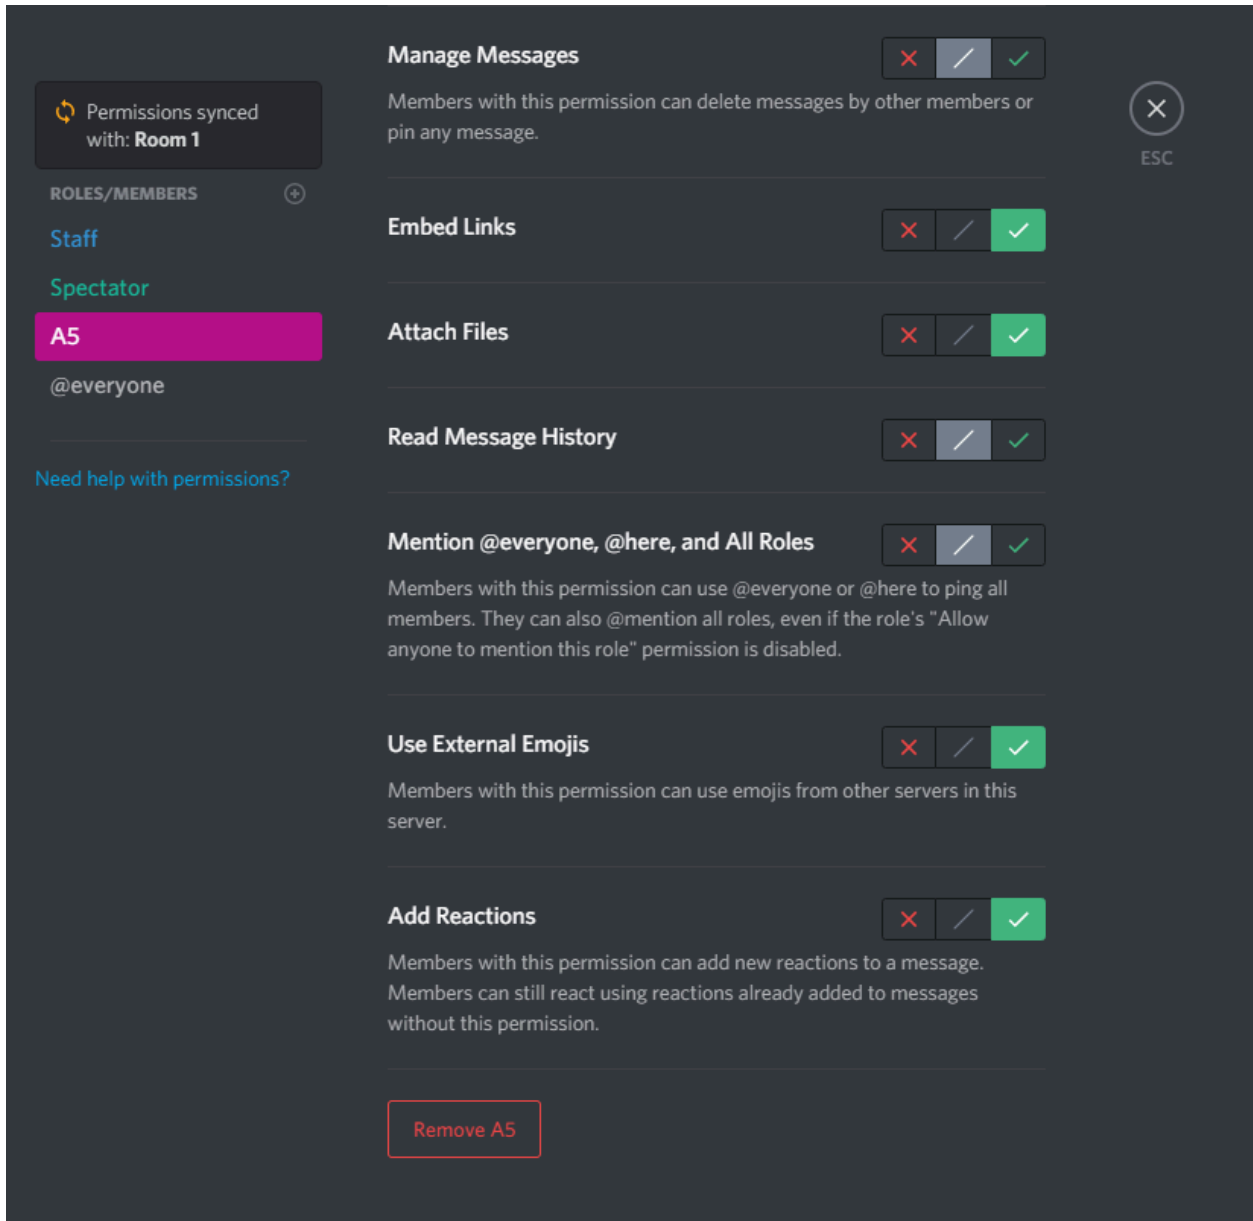 Permissions synced
with: Room 1
ROLES/MEMBERS
Staff
Spectator
A5
@everyone
Need help with permissions?
Manage Messages
Members with this permission can delete messages by other members or
pin any message.
Embed Links
Attach Files
Read Message History
Mention @everyone, @here, and All Roles
Members with this permission can use @everyone or @here to ping all
members. They can also @mention all roles, even if the role's "Allow
anyone to mention this role" permission is disabled.
Use External Emojis
Members with this permission can use emojis from other servers in this
server.
Add Reactions
Members with this permission can add new reactions to a message.
Members can still react using reactions already added to messages
without this permission.
Remove A5
ESC